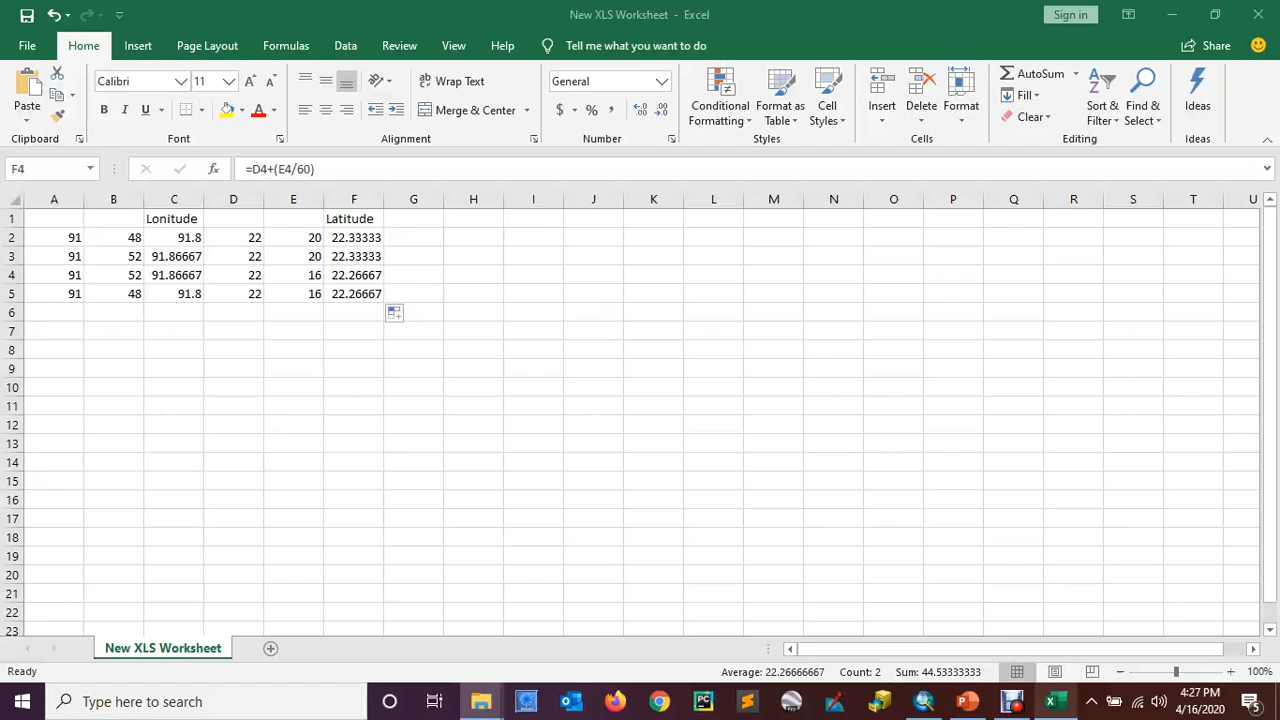 New XLS Worksheet - Excel
Sign in
File Home Insert Page Layout Formulas Data Review View Help Tell me what you want to do Share
Paste
Clipboard
Calibri 11
B I U A
Font
Wrap Text
Merge & Center
Alignment
General
$ % ,
Number
Conditional Formatting
Format as Table
Cell Styles
Styles
Insert
Delete
Format
Cells
AutoSum
Fill
Clear
Sort & Filter
Find & Select
Editing
Ideas
Ideas
F4 fx =D4+(E4/60)
A B C D E F G H I J K L M N O P Q R S T U
1 Lonitude Latitude
2 91 48 91.8 22 20 22.33333
3 91 52 91.86667 22 20 22.33333
4 91 52 91.86667 22 16 22.26667
5 91 48 91.8 22 16 22.26667
6
7
8
9
10
11
12
13
14
15
16
17
18
19
20
21
22
23
New XLS Worksheet
Ready Average: 22.26666667 Count: 2 Sum: 44.53333333 100%
Type here to search
4:27 PM
4/16/2020
5